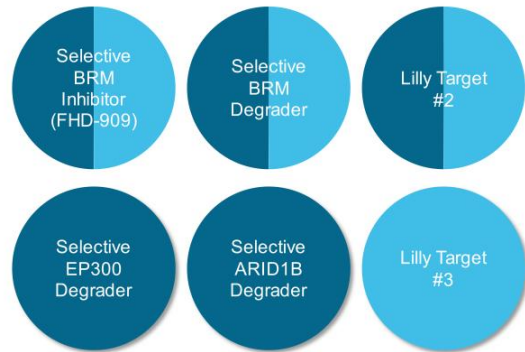 Selective
BRM
Inhibitor
(FHD-909)
Selective
BRM
Degrader
Lilly Target
#2
Selective
EP300
Degrader
Selective
ARID1B
Degrader
Lilly Target
#3